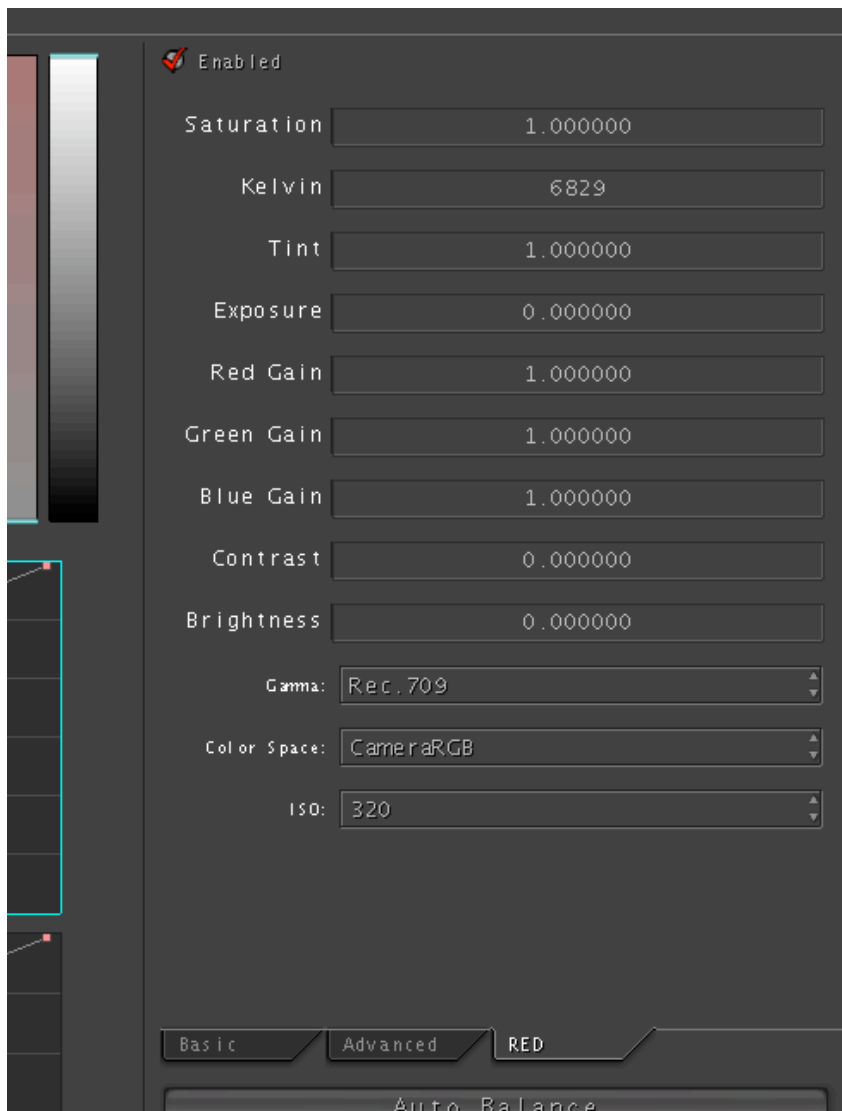 Enabled
Saturation 1.000000
Kelvin 6829
Tint 1.000000
Exposure 0.000000
Red Gain 1.000000
Green Gain 1.000000
Blue Gain 1.000000
Contrast 0.000000
Brightness 0.000000
Gamma: Rec.709
Color Space: CameraRGB
ISO: 320
Basic Advanced RED
Auto Balance